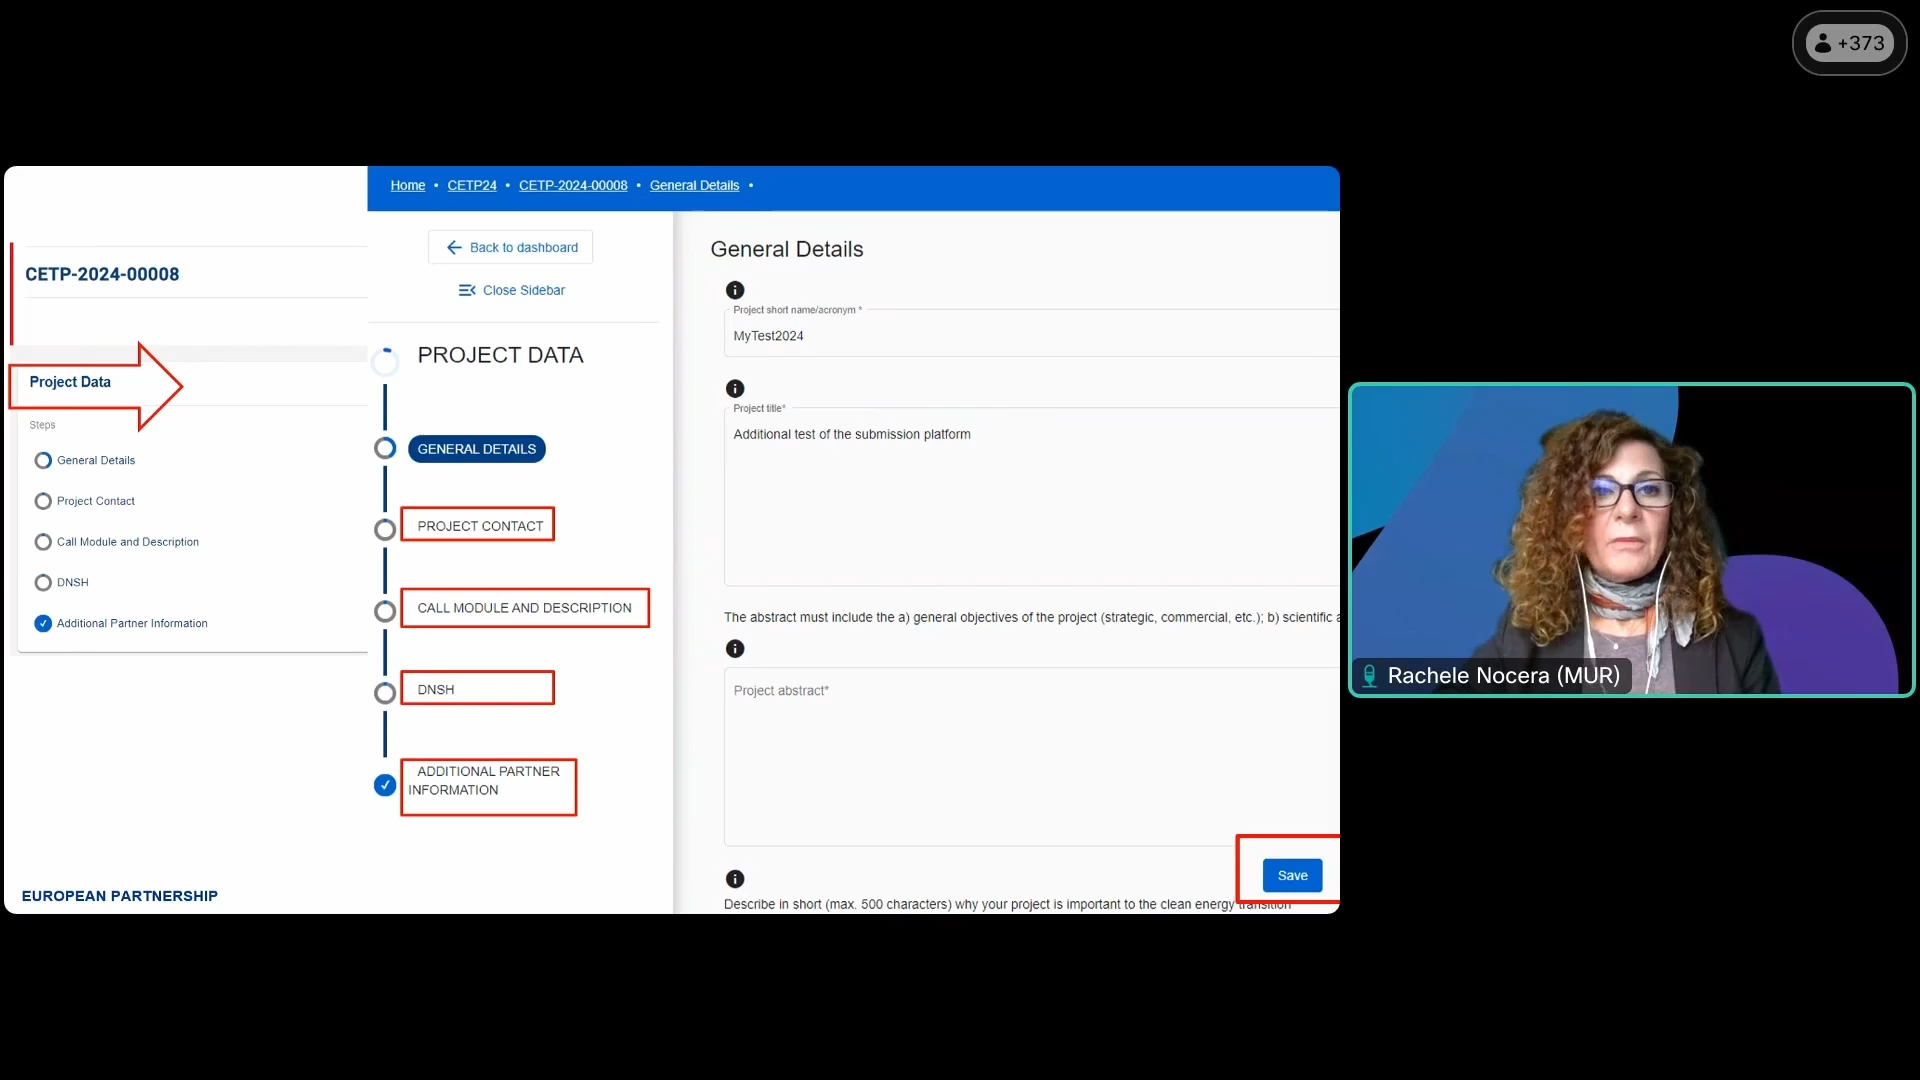 +373
Home • CETP24 • CETP-2024-00008 • General Details •
CETP-2024-00008
Project Data
Steps
General Details
Project Contact
Call Module and Description
DNSH
Additional Partner Information
EUROPEAN PARTNERSHIP
Back to dashboard
Close Sidebar
PROJECT DATA
GENERAL DETAILS
PROJECT CONTACT
CALL MODULE AND DESCRIPTION
DNSH
ADDITIONAL PARTNER
INFORMATION
General Details
Project short name/acronym *
MyTest2024
Project title*
Additional test of the submission platform
The abstract must include the a) general objectives of the project (strategic, commercial, etc.); b) scientific a
Project abstract*
Save
Describe in short (max. 500 characters) why your project is important to the clean energy transition
Rachele Nocera (MUR)